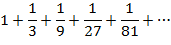 1 + 1/3 + 1/9 + 1/27 + 1/81 + ⋯